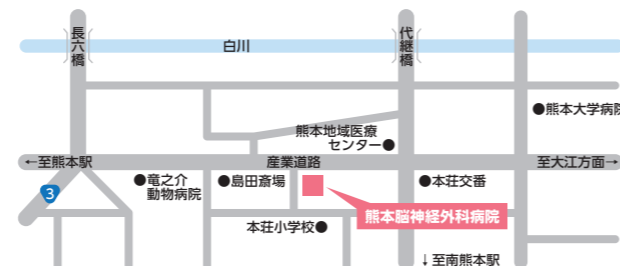 長六橋
白川
代継橋
●熊本大学病院
熊本地域医療
センター●
←至熊本駅
産業道路
至大江方面→
3
●竜之介
動物病院
●島田斎場
●本荘交番
熊本脳神経外科病院
本荘小学校●
↓至南熊本駅